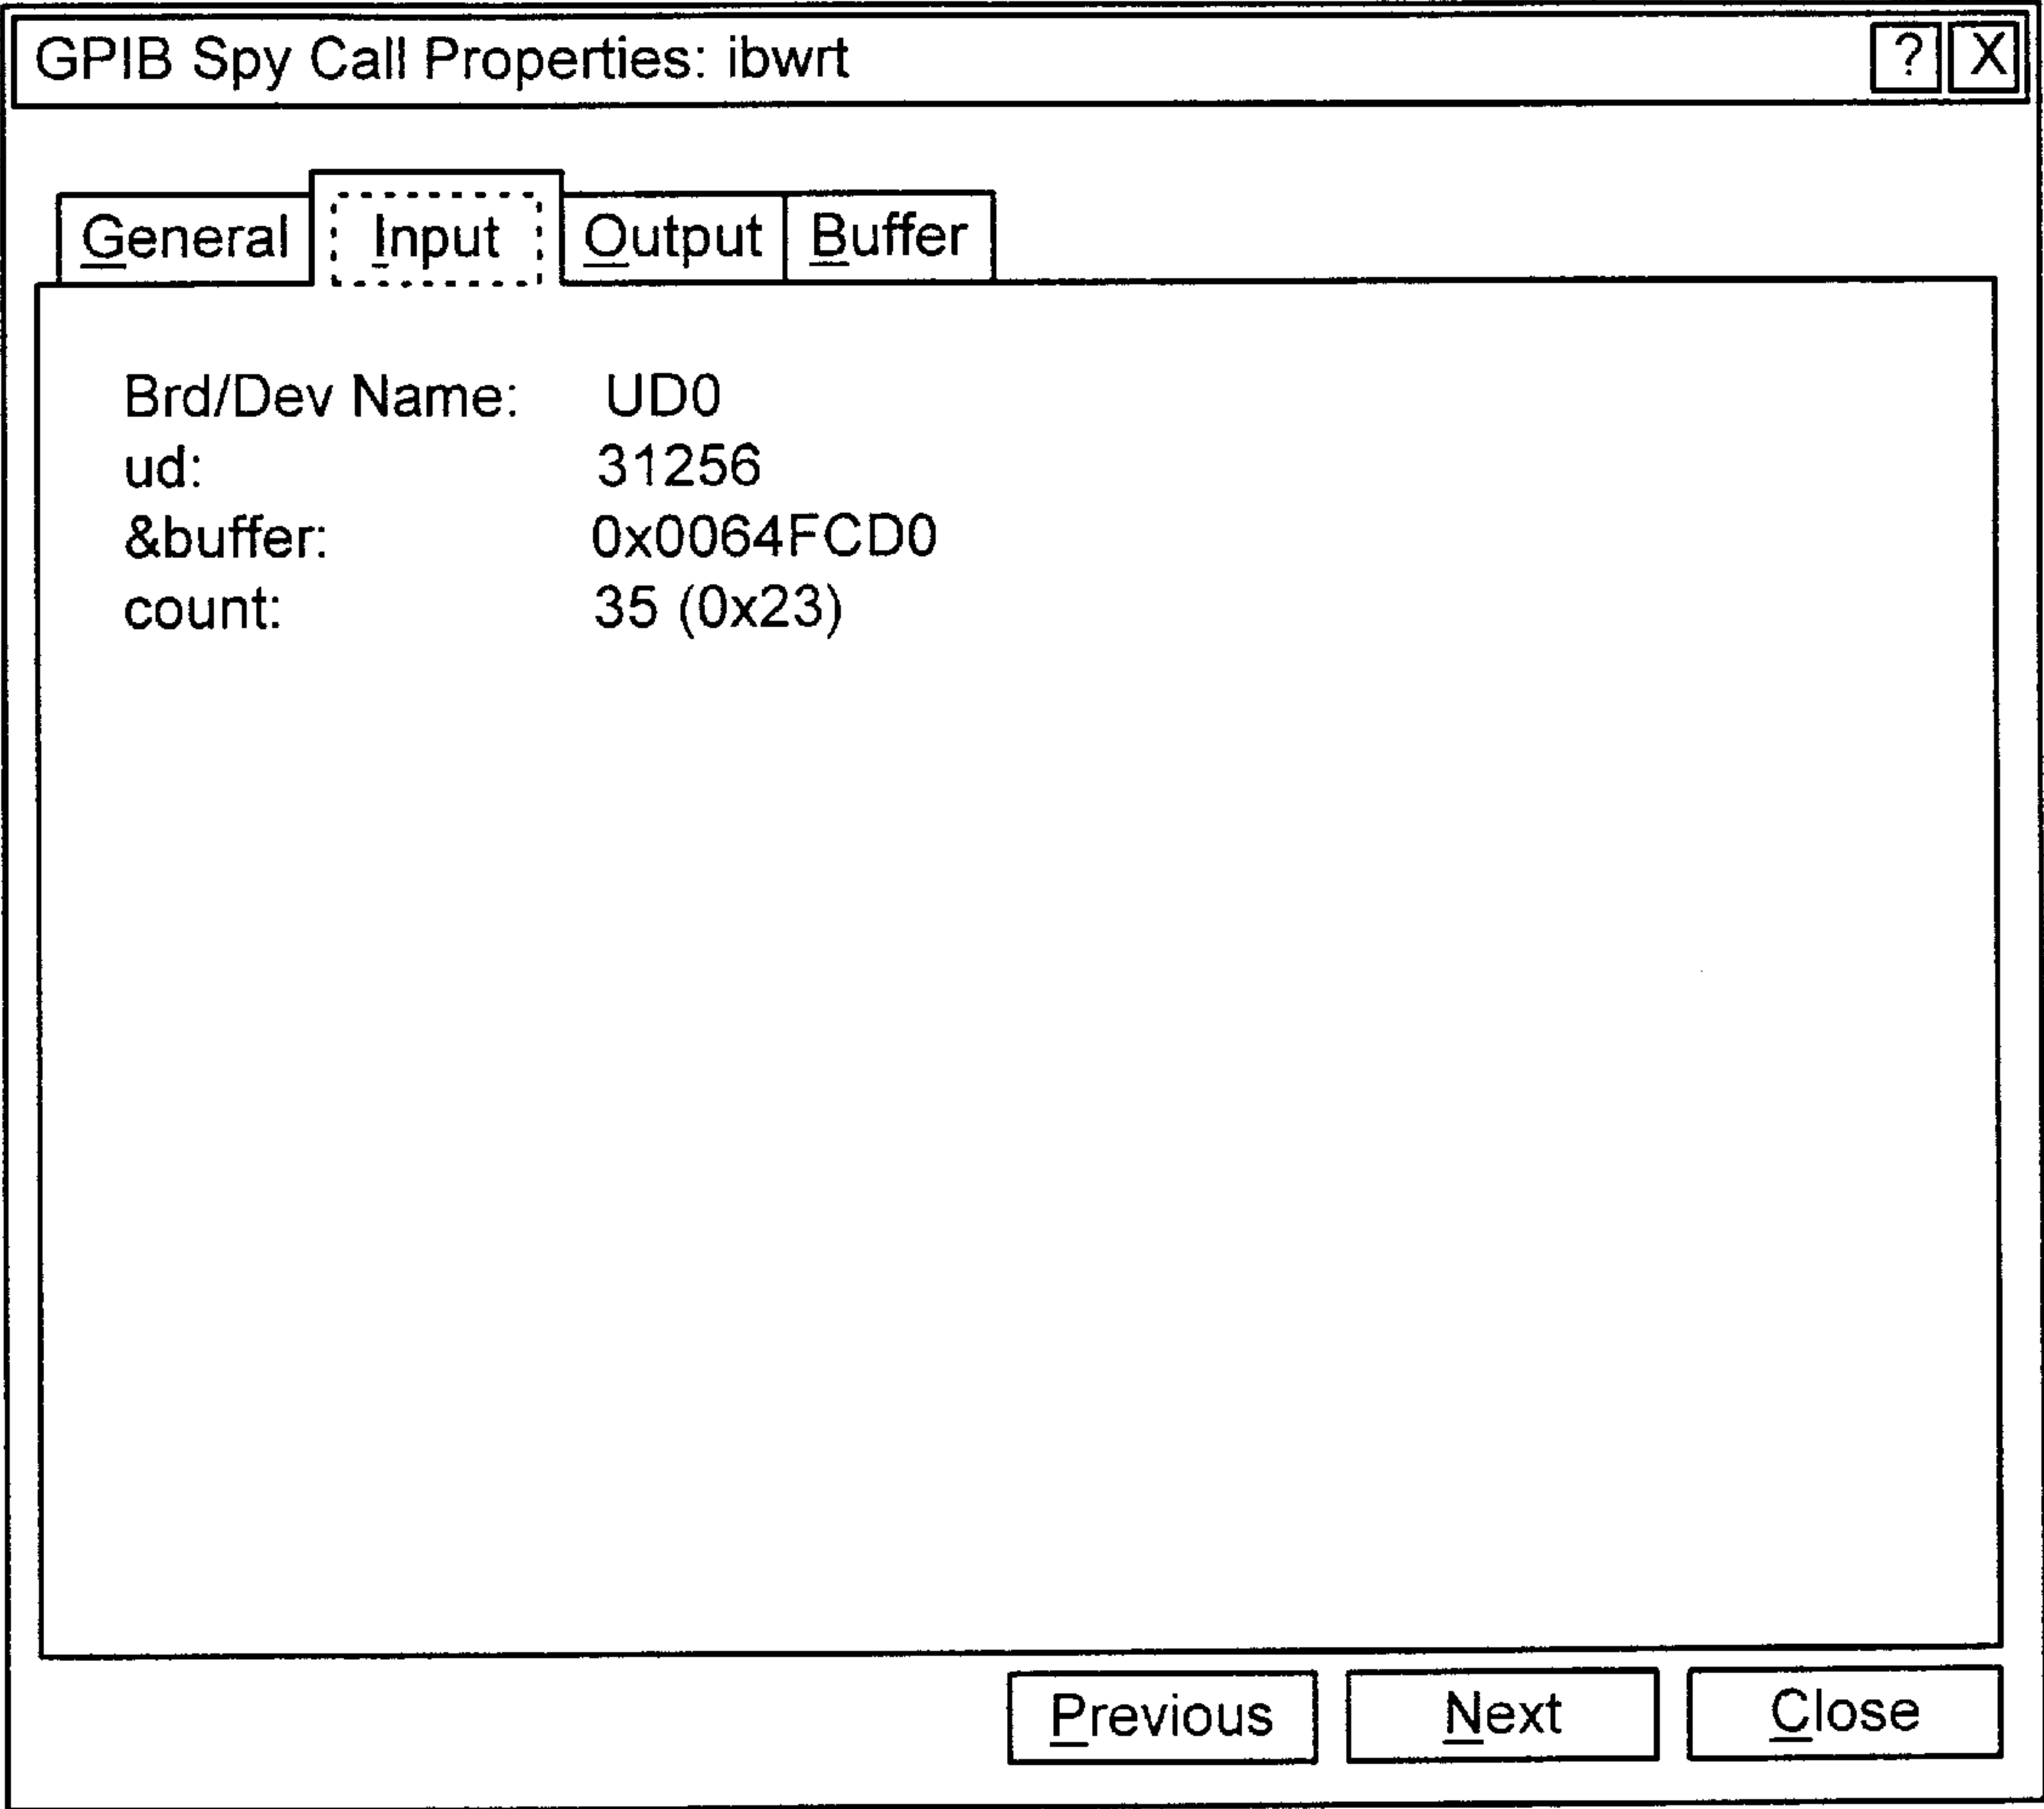 GPIB Spy Call Properties: ibwrt ? X
General Input Output Buffer
Brd/Dev Name: UD0
ud: 31256
&buffer: 0x0064FCD0
count: 35 (0x23)
Previous Next Close